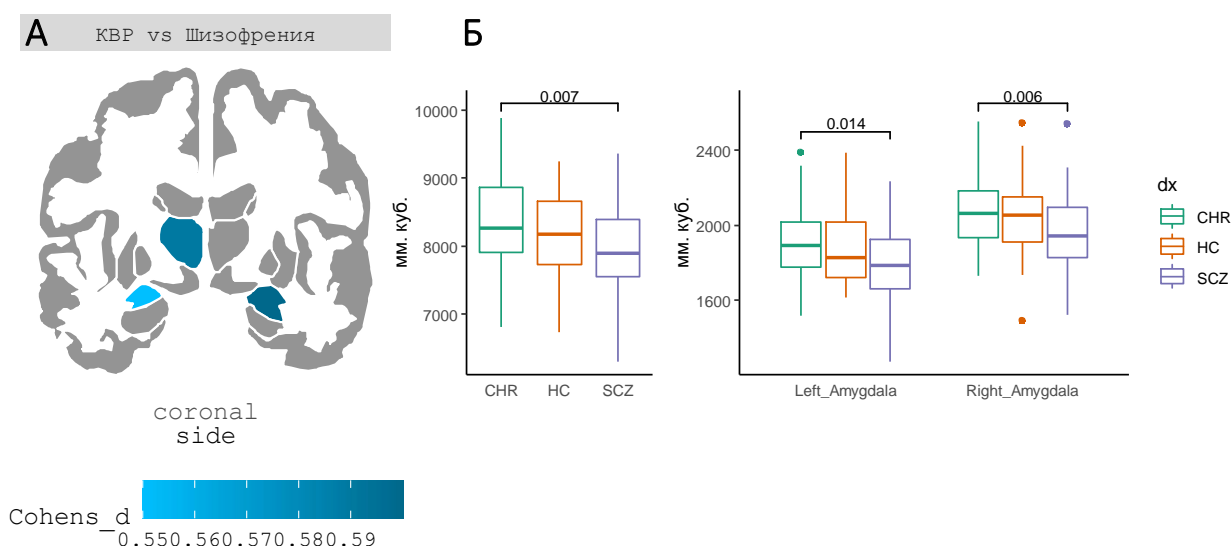 А
КВР vs Шизофрения
coronal
side
Cohens_d
0.550.560.570.580.59
Б
мм. куб.
10000
9000
8000
7000
0.007
CHR HC SCZ
мм. куб.
2400
2000
1600
0.014
0.006
Left_Amygdala Right_Amygdala
dx
CHR
HC
SCZ